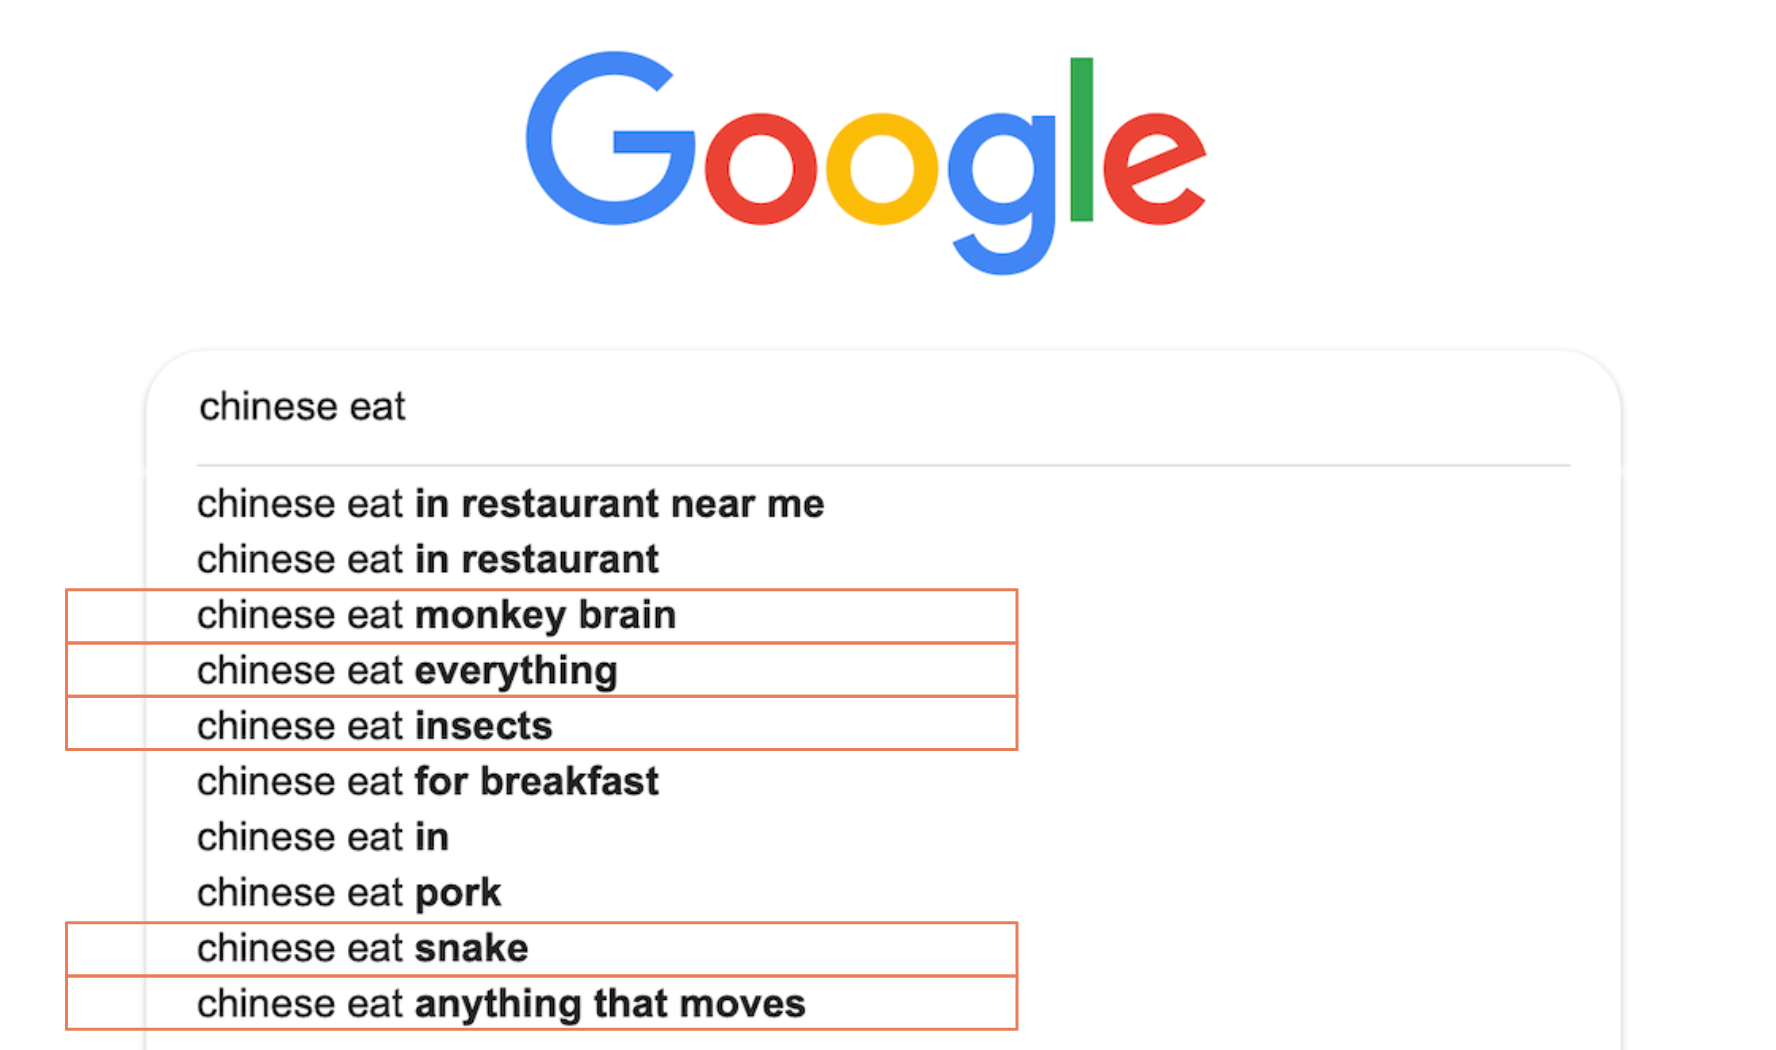 Google
chinese eat
chinese eat in restaurant near me
chinese eat in restaurant
chinese eat monkey brain
chinese eat everything
chinese eat insects
chinese eat for breakfast
chinese eat in
chinese eat pork
chinese eat snake
chinese eat anything that moves